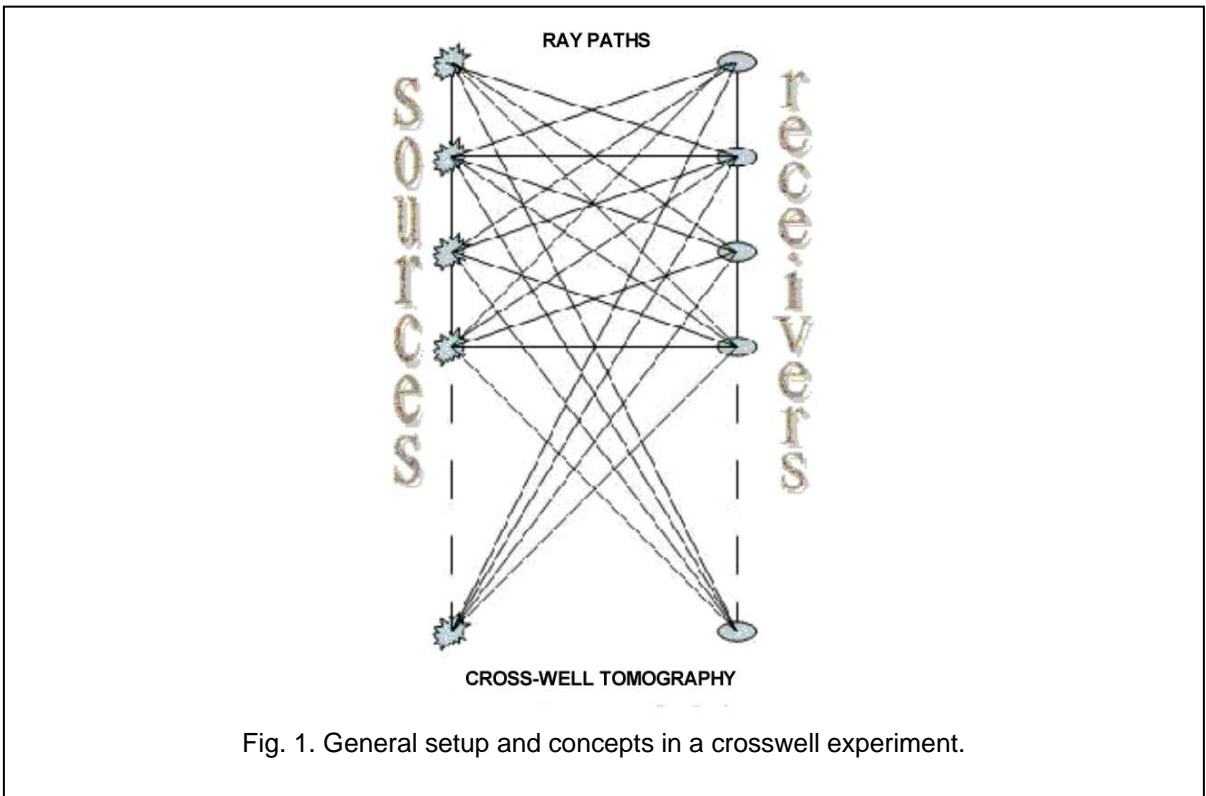 RAY PATHS
sources
receivers
CROSS-WELL TOMOGRAPHY
Fig. 1. General setup and concepts in a crosswell experiment.